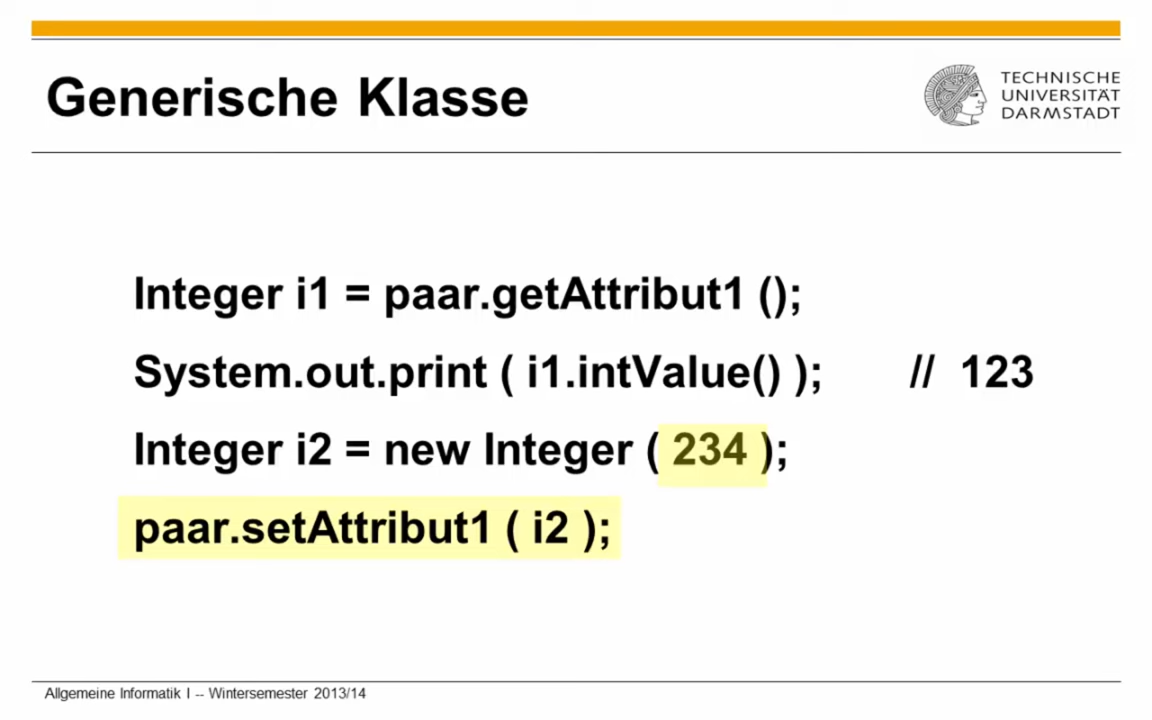 Generische Klasse
TECHNISCHE
UNIVERSITÄT
DARMSTADT
Integer i1 = paar.getAttribut1 ();
System.out.print ( i1.intValue() ); // 123
Integer i2 = new Integer ( 234 );
paar.setAttribut1 ( i2 );
Allgemeine Informatik I -- Wintersemester 2013/14